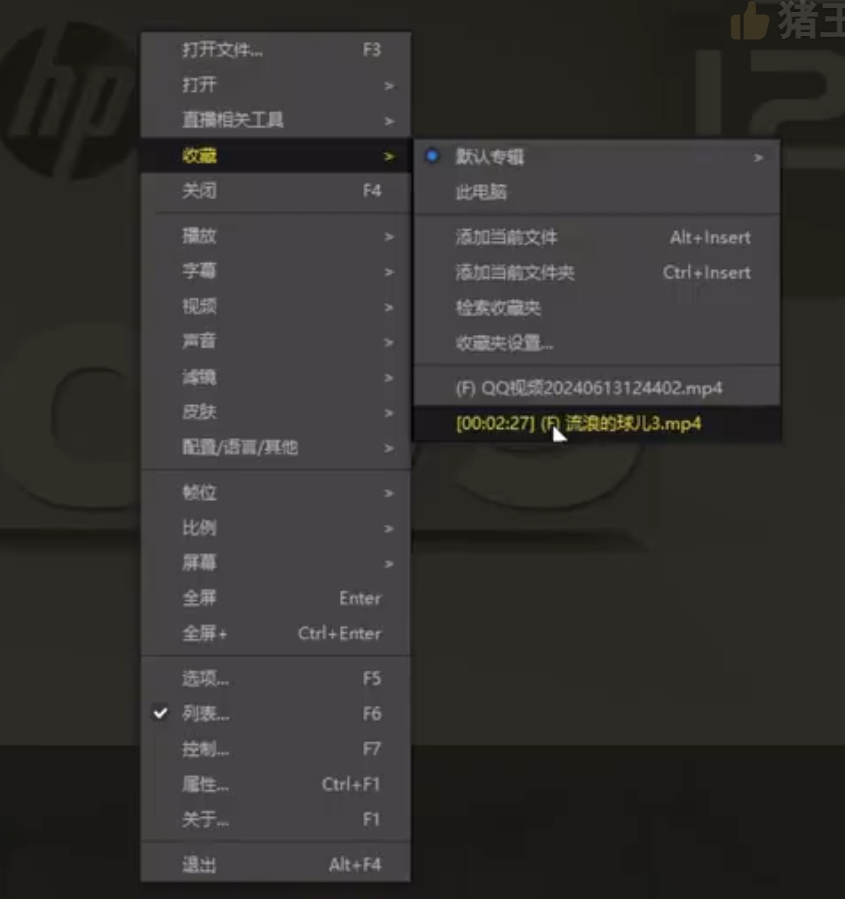 猪王
hp
打开文件... F3
打开 >
直播相关工具 >
收藏 >
关闭 F4
播放 >
字幕 >
视频 >
声音 >
滤镜 >
皮肤 >
配置/语言/其他 >
帧位 >
比例 >
屏幕 >
全屏 Enter
全屏+ Ctrl+Enter
选项... F5
列表... F6
控制... F7
属性... Ctrl+F1
关于... F1
退出 Alt+F4
默认专辑 >
此电脑
添加当前文件 Alt+Insert
添加当前文件夹 Ctrl+Insert
检索收藏夹
收藏夹设置...
(F) QQ视频20240613124402.mp4
[00:02:27] (F) 流浪的球儿3.mp4